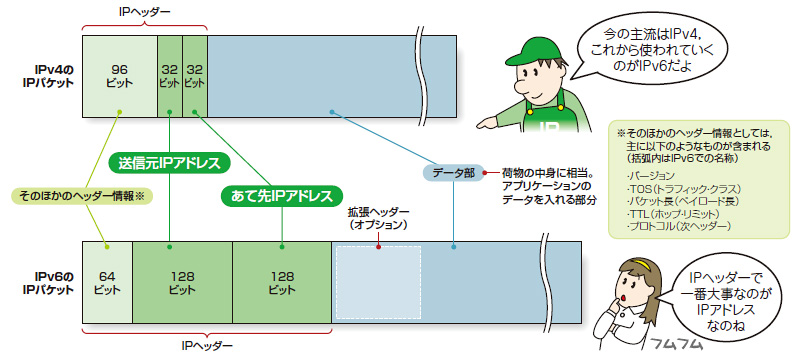 IPヘッダー
IPv4の
IPパケット
96
ビット
32
ビット
32
ビット
今の主流はIPv4，
これから使われていく
のがIPv6だよ
IP
送信元IPアドレス
あて先IPアドレス
そのほかのヘッダー情報※
データ部
荷物の中身に相当。
アプリケーションの
データを入れる部分
拡張ヘッダー
（オプション）
※そのほかのヘッダー情報としては，
主に以下のようなものが含まれる
（括弧内はIPv6での名称）
・バージョン
・TOS（トラフィック・クラス）
・パケット長（ペイロード長）
・TTL（ホップ・リミット）
・プロトコル（次ヘッダー）
IPv6の
IPパケット
64
ビット
128
ビット
128
ビット
IPヘッダー
IPヘッダーで
一番大事なのが
IPアドレス
なのね
フムフム